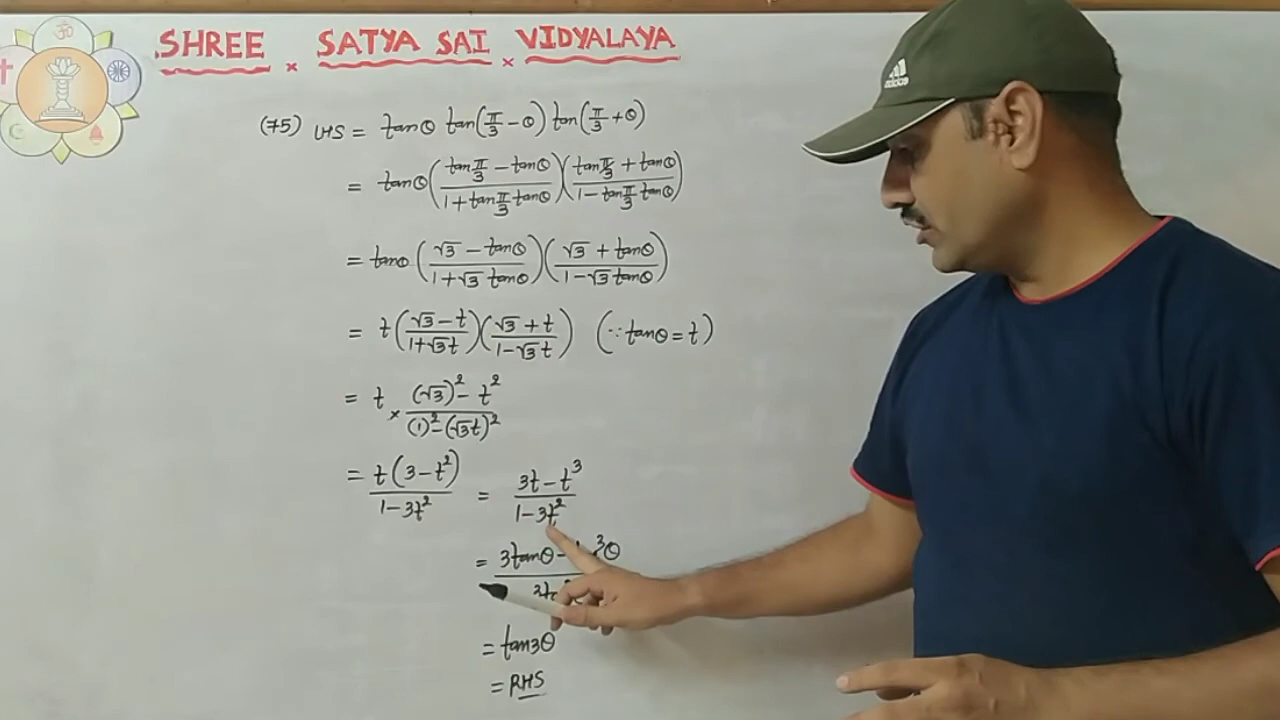 SHREE × SATYA SAI × VIDYALAYA
(75) LHS = tanθ tan(π/3 - θ) tan(π/3 + θ)
= tanθ ((tan π/3 - tanθ)/(1 + tan π/3 tanθ)) ((tan π/3 + tanθ)/(1 - tan π/3 tanθ))
= tanθ ((√3 - tanθ)/(1 + √3 tanθ)) ((√3 + tanθ)/(1 - √3 tanθ))
= t ((√3 - t)/(1 + √3t)) ((√3 + t)/(1 - √3t)) (∵ tanθ = t)
= t × ((√3)² - t²)/((1)² - (√3t)²)
= t(3 - t²)/(1 - 3t²) = (3t - t³)/(1 - 3t²)
= 3tanθ -
= tan3θ
= RHS
adidas
ॐ